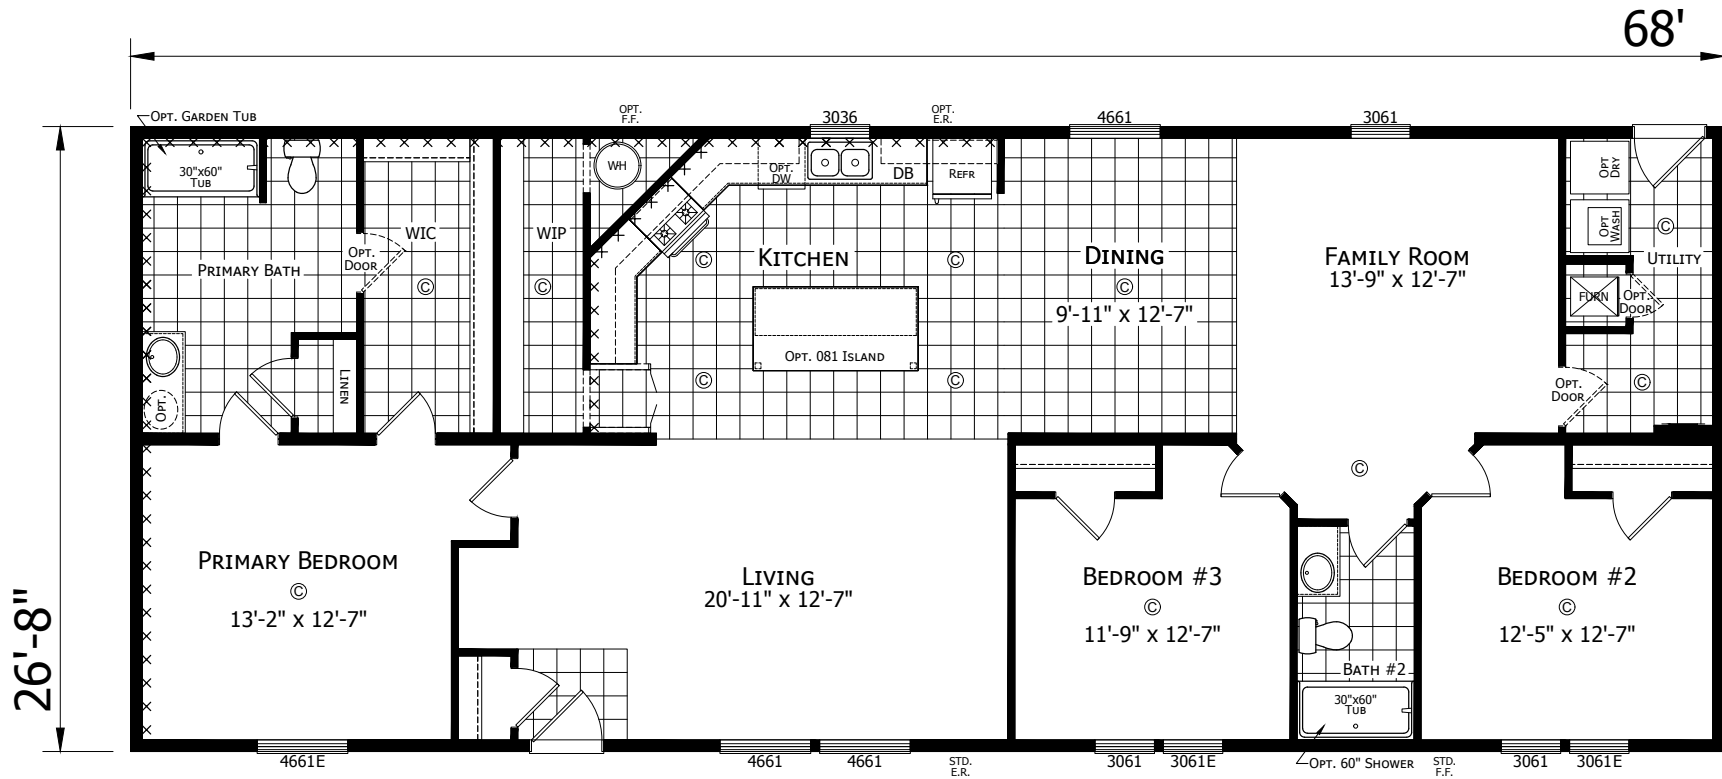 68'
OPT. GARDEN TUB
OPT.
F.F.
3036
OPT.
E.R.
4661
3061
30"x60"
TUB
WH
OPT.
DW
DB
REFR
OPT
DRY
OPT
WASH
WIC
WIP
OPT.
DOOR
PRIMARY BATH
KITCHEN
DINING
FAMILY ROOM
13'-9" x 12'-7"
UTILITY
C
C
C
C
C
C
9'-11" x 12'-7"
FURN
OPT.
DOOR
OPT. 081 ISLAND
C
C
C
LINEN
OPT.
OPT.
DOOR
C
PRIMARY BEDROOM
C
13'-2" x 12'-7"
LIVING
20'-11" x 12'-7"
BEDROOM #3
C
11'-9" x 12'-7"
BEDROOM #2
C
12'-5" x 12'-7"
BATH #2
30"x60"
TUB
26'-8"
4661E
4661
4661
STD.
E.R.
3061
3061E
OPT. 60" SHOWER
STD.
F.F.
3061
3061E